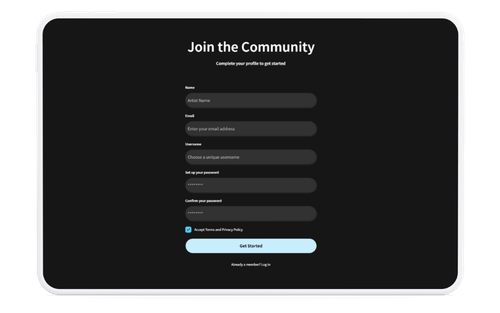 Join the Community
Complete your profile to get started
Name
Artist Name
Email
Enter your email address
Username
Choose a unique username
Set up your password
********
Confirm your password
********
Accept Terms and Privacy Policy
Get Started
Already a member? Log in